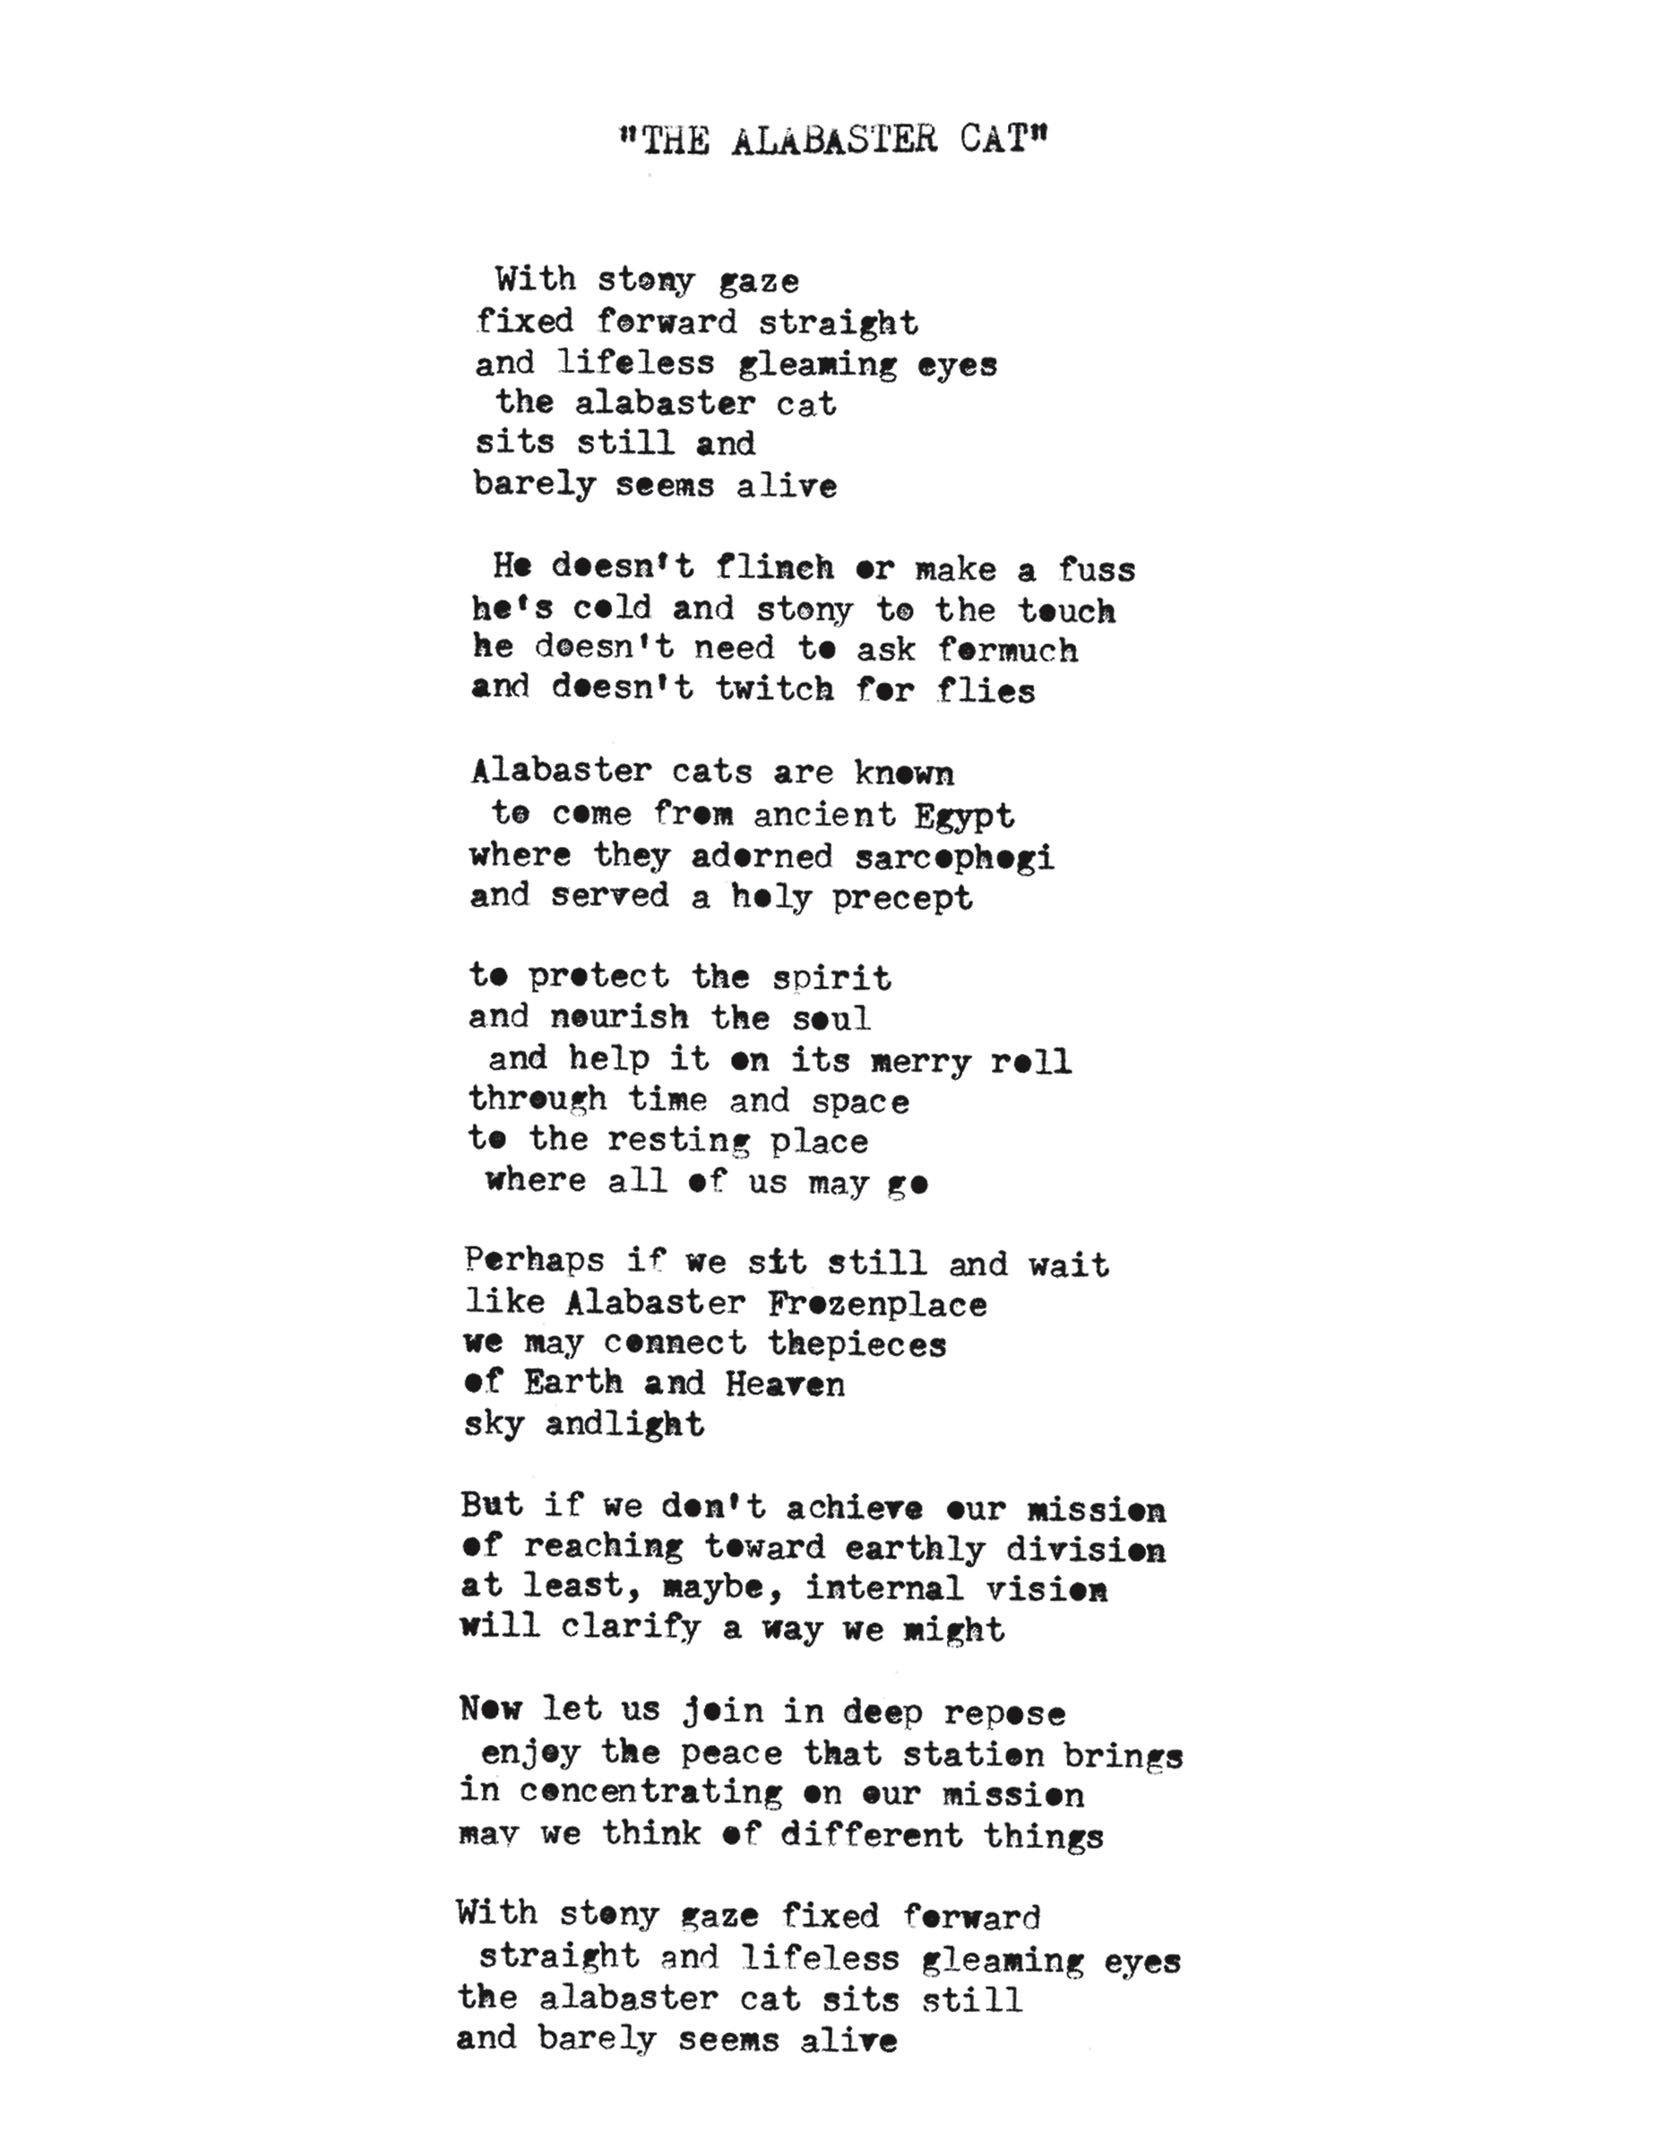 "THE ALABASTER CAT"
With stony gaze
fixed forward straight
and lifeless gleaming eyes
the alabaster cat
sits still and
barely seems alive
He doesn't flinch or make a fuss
he's cold and stony to the touch
he doesn't need to ask formuch
and doesn't twitch for flies
Alabaster cats are known
to come from ancient Egypt
where they adorned sarcophogi
and served a holy precept
to protect the spirit
and nourish the soul
and help it on its merry roll
through time and space
to the resting place
where all of us may go
Perhaps if we sit still and wait
like Alabaster Frozenplace
we may connect thepieces
of Earth and Heaven
sky andlight
But if we don't achieve our mission
of reaching toward earthly division
at least, maybe, internal vision
will clarify a way we might
Now let us join in deep repose
enjoy the peace that station brings
in concentrating on our mission
may we think of different things
With stony gaze fixed forward
straight and lifeless gleaming eyes
the alabaster cat sits still
and barely seems alive